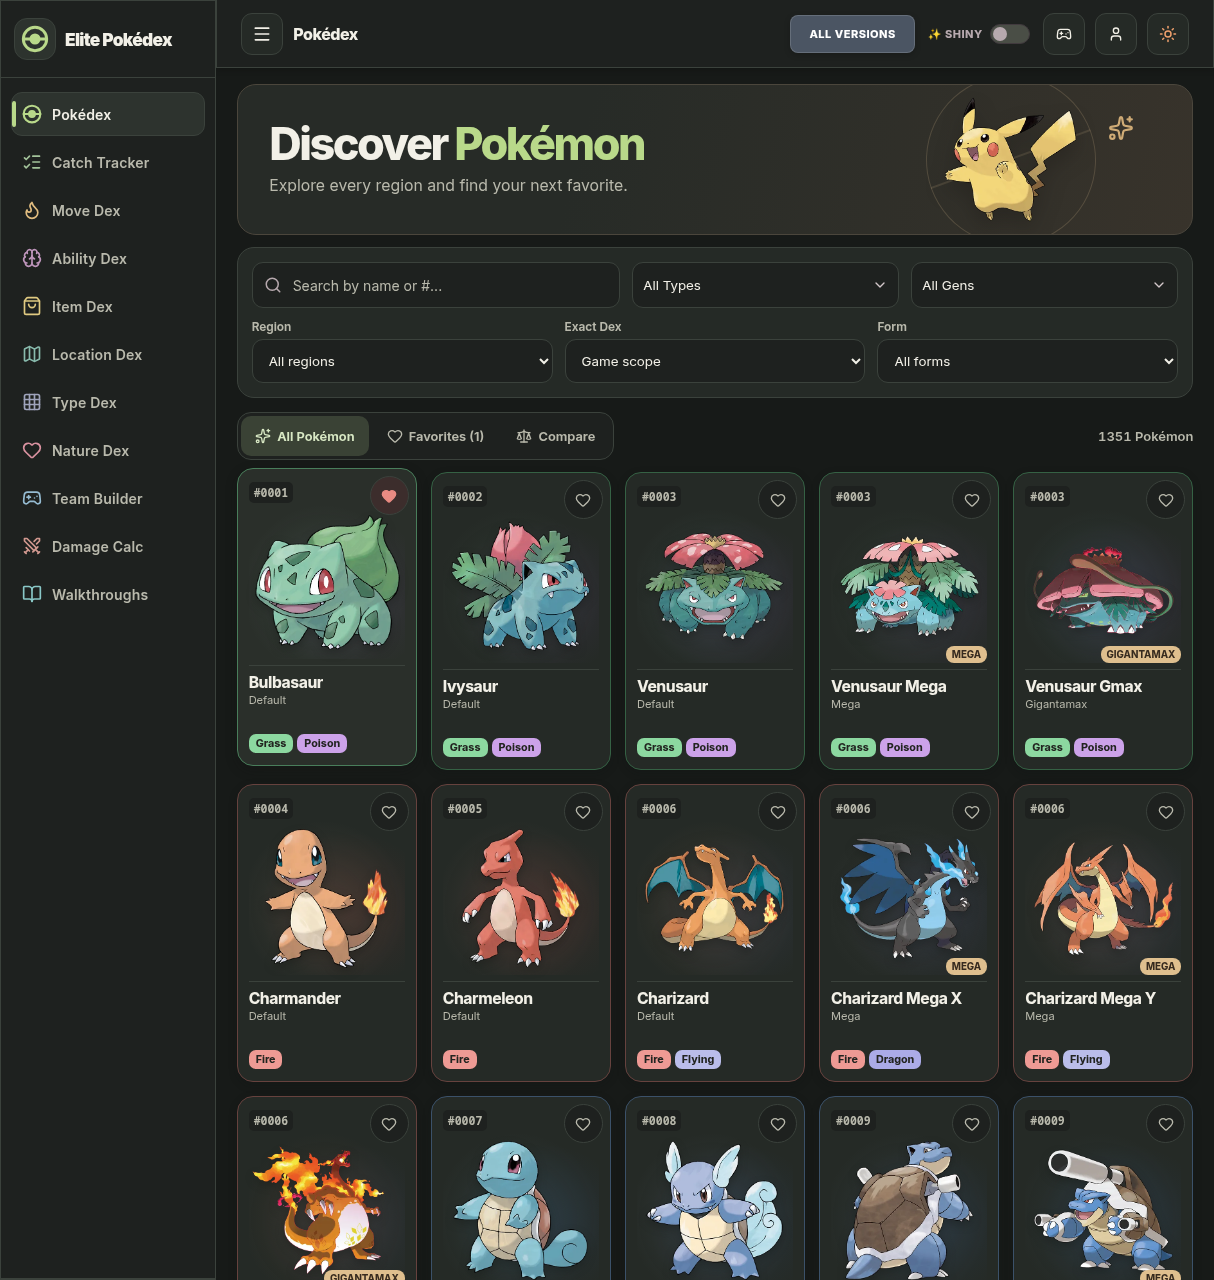 Elite Pokédex
Pokédex
ALL VERSIONS
✨ SHINY
Pokédex
Catch Tracker
Move Dex
Ability Dex
Item Dex
Location Dex
Type Dex
Nature Dex
Team Builder
Damage Calc
Walkthroughs
Discover Pokémon
Explore every region and find your next favorite.
Search by name or #...
All Types
All Gens
Region
Exact Dex
Form
All regions
Game scope
All forms
All Pokémon
Favorites (1)
Compare
1351 Pokémon
#0001
Bulbasaur
Default
Grass Poison
#0002
Ivysaur
Default
Grass Poison
#0003
Venusaur
Default
Grass Poison
#0003
MEGA
Venusaur Mega
Mega
Grass Poison
#0003
GIGANTAMAX
Venusaur Gmax
Gigantamax
Grass Poison
#0004
Charmander
Default
Fire
#0005
Charmeleon
Default
Fire
#0006
Charizard
Default
Fire Flying
#0006
MEGA
Charizard Mega X
Mega
Fire Dragon
#0006
MEGA
Charizard Mega Y
Mega
Fire Flying
#0006
GIGANTAMAX
#0007
#0008
#0009
#0009
MEGA